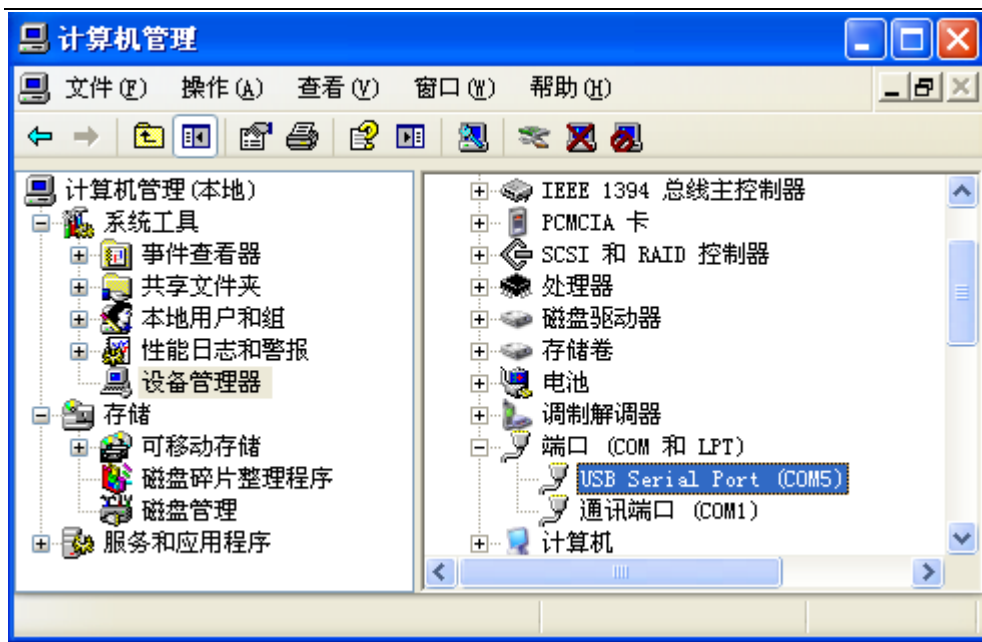 计算机管理
文件(F) 操作(A) 查看(V) 窗口(W) 帮助(H)
计算机管理(本地)
系统工具
事件查看器
共享文件夹
本地用户和组
性能日志和警报
设备管理器
存储
可移动存储
磁盘碎片整理程序
磁盘管理
服务和应用程序
IEEE 1394 总线主控制器
PCMCIA 卡
SCSI 和 RAID 控制器
处理器
磁盘驱动器
存储卷
电池
调制解调器
端口 (COM 和 LPT)
USB Serial Port (COM5)
通讯端口 (COM1)
计算机